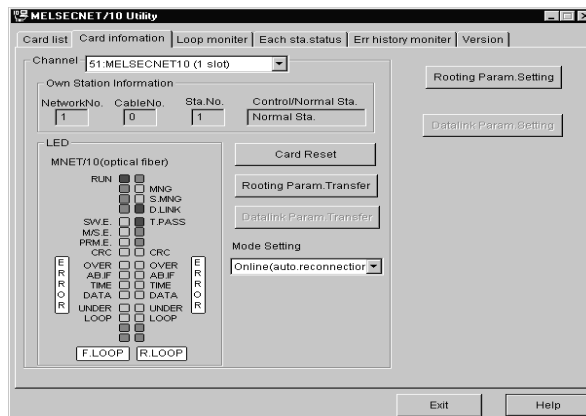 MELSECNET/10 Utility
Card list Card infomation Loop moniter Each sta.status Err history moniter Version
Channel 51:MELSECNET10 (1 slot)
Own Station Information
NetworkNo. CableNo. Sta.No. Control/Normal Sta.
1 0 1 Normal Sta.
Rooting Param.Setting
Datalink Param Setting
LED
MNET/10(optical fiber)
RUN
MNG
S.MNG
D.LINK
SW.E. T.PASS
M/S.E.
PRM.E.
CRC CRC
OVER OVER
AB.IF AB.IF
TIME TIME
DATA DATA
UNDER UNDER
LOOP LOOP
ERROR ERROR
F.LOOP R.LOOP
Card Reset
Rooting Param.Transfer
Datalink Param Transfer
Mode Setting
Online(auto.reconnection
Exit Help